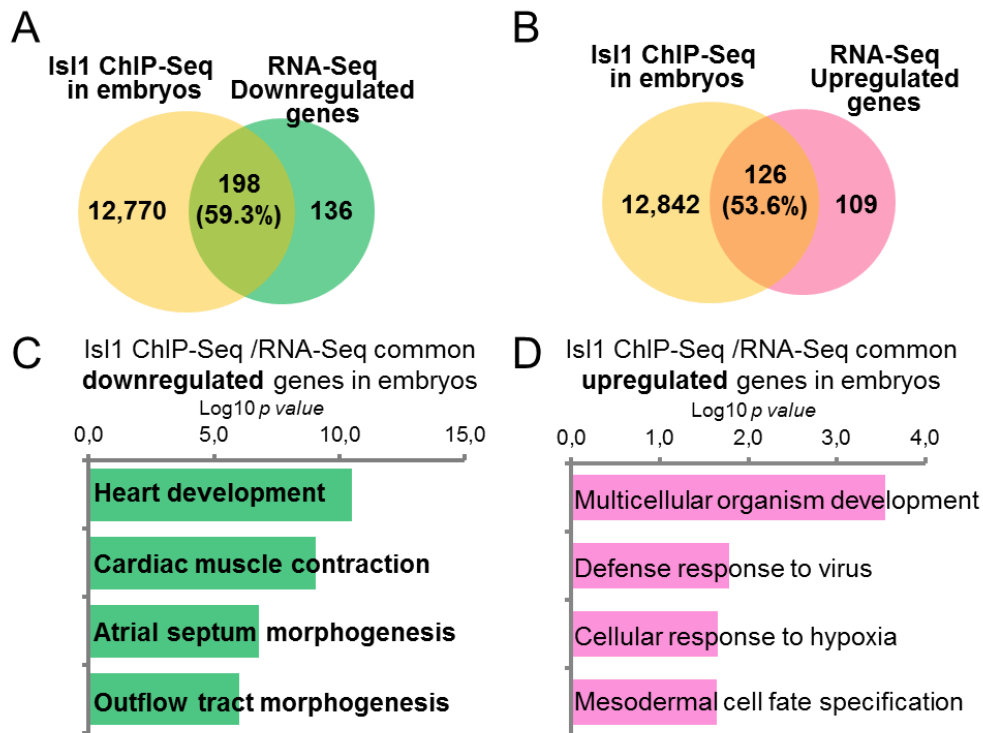 A
Isl1 ChIP-Seq
in embryos
RNA-Seq
Downregulated
genes
12,770
198
(59.3%)
136
B
Isl1 ChIP-Seq
in embryos
RNA-Seq
Upregulated
genes
12,842
126
(53.6%)
109
C
Isl1 ChIP-Seq /RNA-Seq common
downregulated genes in embryos
Log10 p value
0,0 5,0 10,0 15,0
Heart development
Cardiac muscle contraction
Atrial septum morphogenesis
Outflow tract morphogenesis
D
Isl1 ChIP-Seq /RNA-Seq common
upregulated genes in embryos
Log10 p value
0,0 1,0 2,0 3,0 4,0
Multicellular organism development
Defense response to virus
Cellular response to hypoxia
Mesodermal cell fate specification